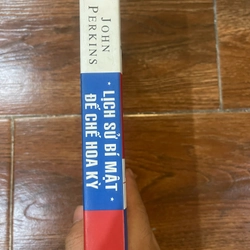 JOHN
PERKINS
• LỊCH SỬ BÍ MẬT •
ĐẾ CHẾ HOA KỲ